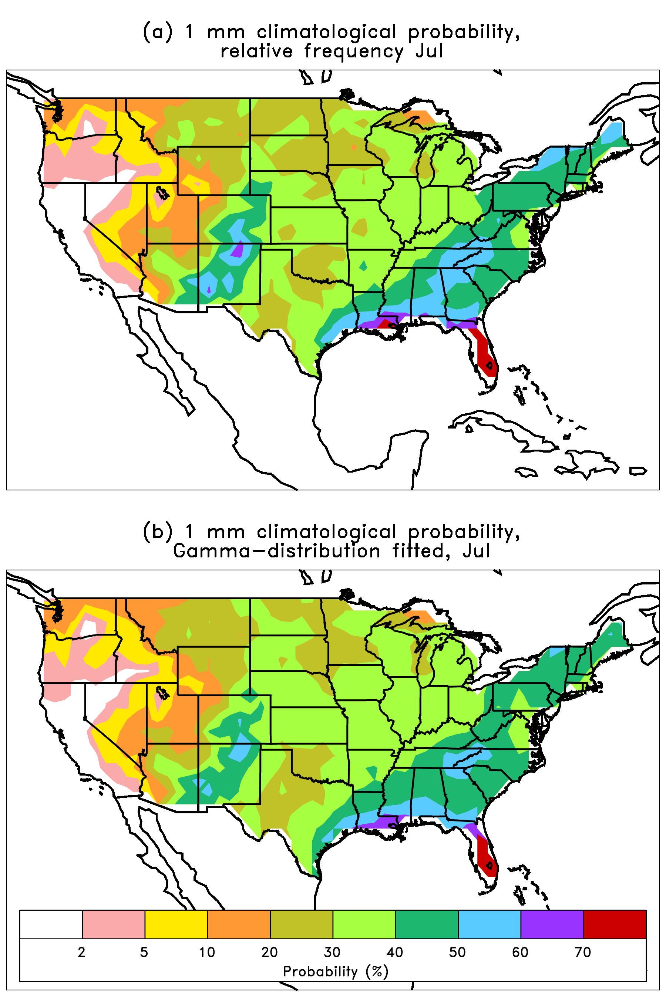 (a) 1 mm climatological probability,
relative frequency Jul
(b) 1 mm climatological probability,
Gamma-distribution fitted, Jul
2 5 10 20 30 40 50 60 70
Probability (%)